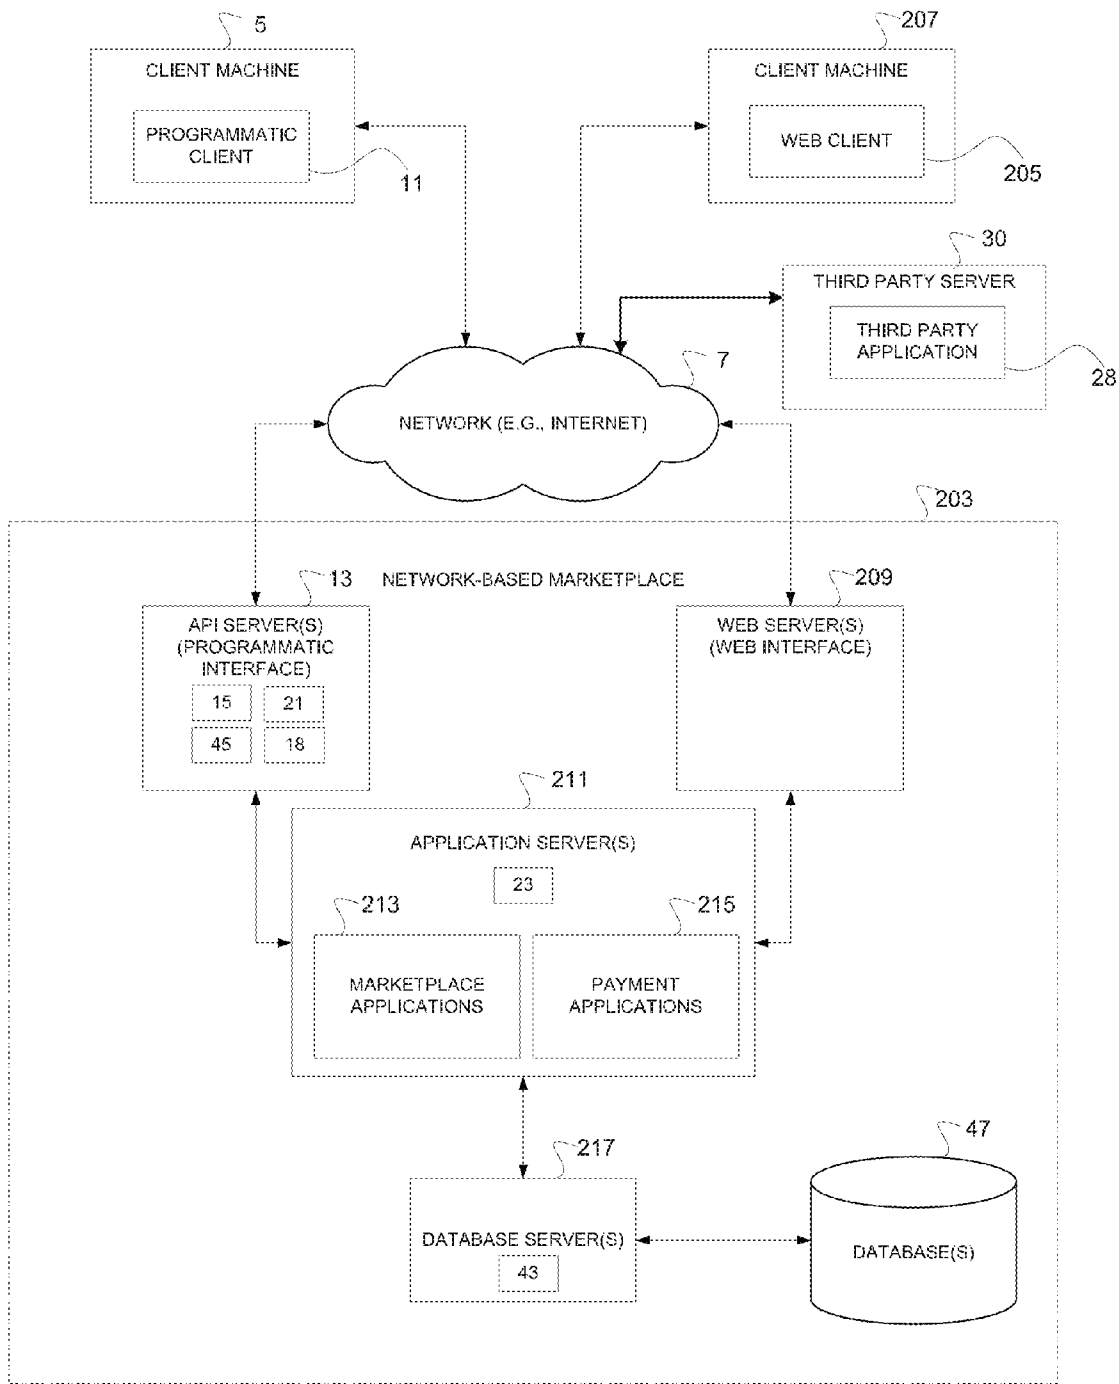 5
CLIENT MACHINE
PROGRAMMATIC
CLIENT
11
207
CLIENT MACHINE
WEB CLIENT
205
30
THIRD PARTY SERVER
THIRD PARTY
APPLICATION
28
7
NETWORK (E.G., INTERNET)
203
NETWORK-BASED MARKETPLACE
13
API SERVER(S)
(PROGRAMMATIC
INTERFACE)
15
21
45
18
209
WEB SERVER(S)
(WEB INTERFACE)
211
APPLICATION SERVER(S)
23
213
MARKETPLACE
APPLICATIONS
215
PAYMENT
APPLICATIONS
217
DATABASE SERVER(S)
43
47
DATABASE(S)